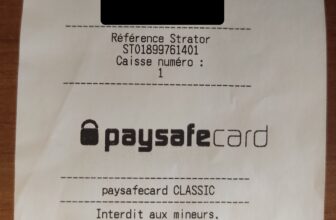 Référence Strator
ST01899761401
Caisse numéro :
1
paysafecard
paysafecard CLASSIC
Interdit aux mineurs.